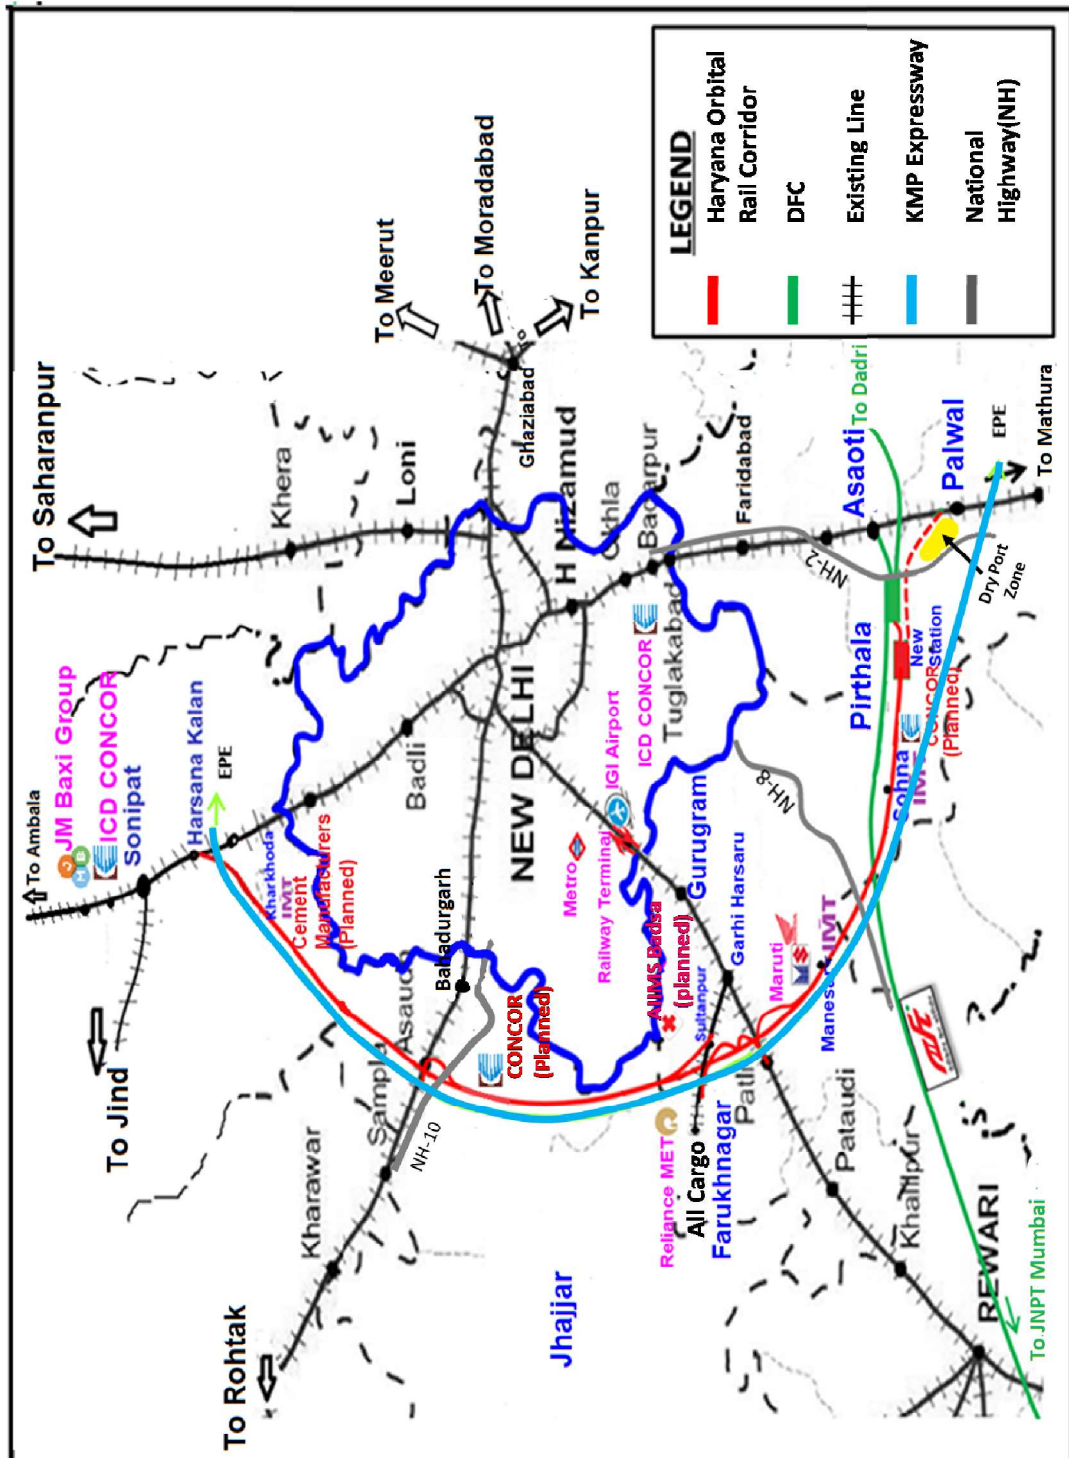 To Saharanpur
To Meerut
To Moradabad
To Kanpur
LEGEND
Haryana Orbital
Rail Corridor
DFC
Existing Line
KMP Expressway
National
Highway(NH)
Khera
Loni
Ghaziabad
H Nizamud
Okhla
Badarpur
Faridabad
Asaoti
To Dadri
Palwal
EPE
To Mathura
NH-2
Dry Port
Zone
Tuglakabad
ICD CONCOR
Pirthala
New
Station
CONCOR
(Planned)
Sohna
IMT
To Ambala
JM Baxi Group
J
M
B
ICD CONCOR
Sonipat
Harsana Kalan
EPE
Badli
NEW DELHI
Kharkhoda
IMT
Cement
Manufacturers
(Planned)
Metro
Railway Terminal
IGI Airport
NH-8
Gurugram
Garhi Harsaru
Bahadurgarh
Asauda
CONCOR
(Planned)
AIIMS Badsa
(planned)
Sultanpur
Maruti
Manesar
IMT
To Jind
Sampla
NH-10
Kharawar
Reliance MET
All Cargo
Farukhnagar
Patli
Pataudi
Khalilpur
REWARI
To JNPT Mumbai
To Rohtak
Jhajjar